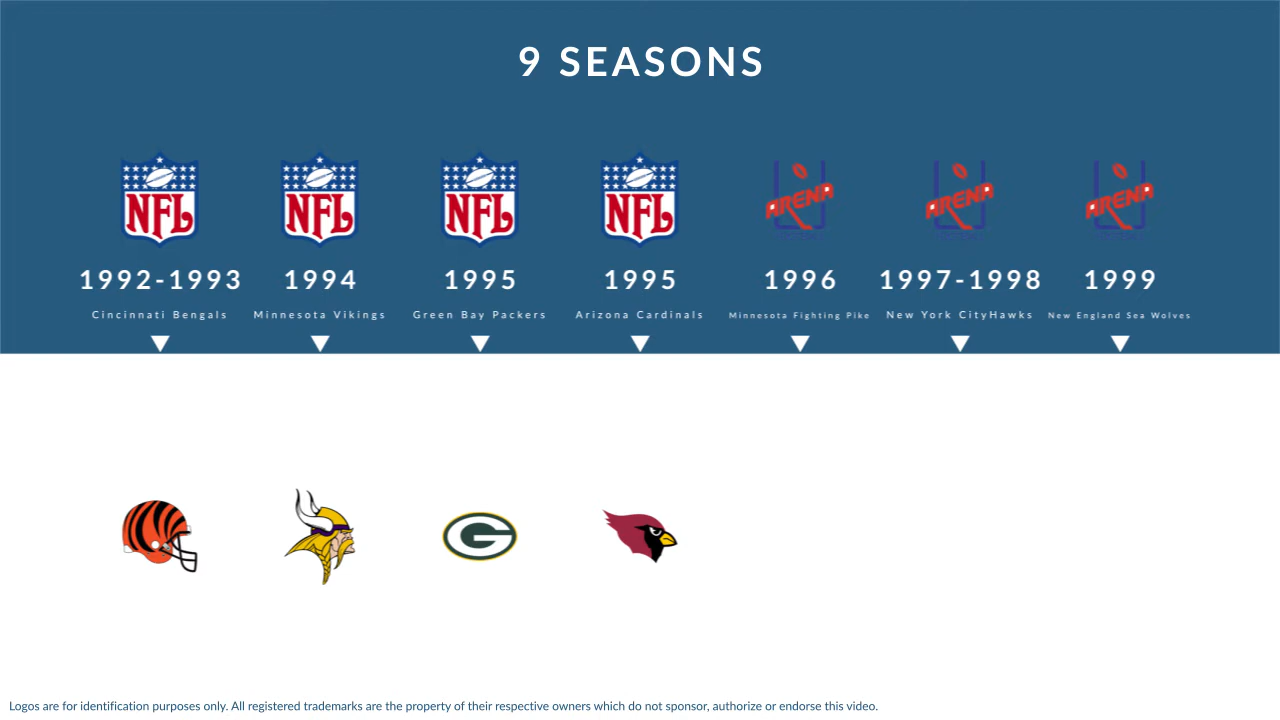 9 SEASONS
NFL NFL NFL NFL ARENA ARENA ARENA
1992-1993 1994 1995 1995 1996 1997-1998 1999
Cincinnati Bengals Minnesota Vikings Green Bay Packers Arizona Cardinals Minnesota Fighting Pike New York CityHawks New England Sea Wolves
G
Logos are for identification purposes only. All registered trademarks are the property of their respective owners which do not sponsor, authorize or endorse this video.